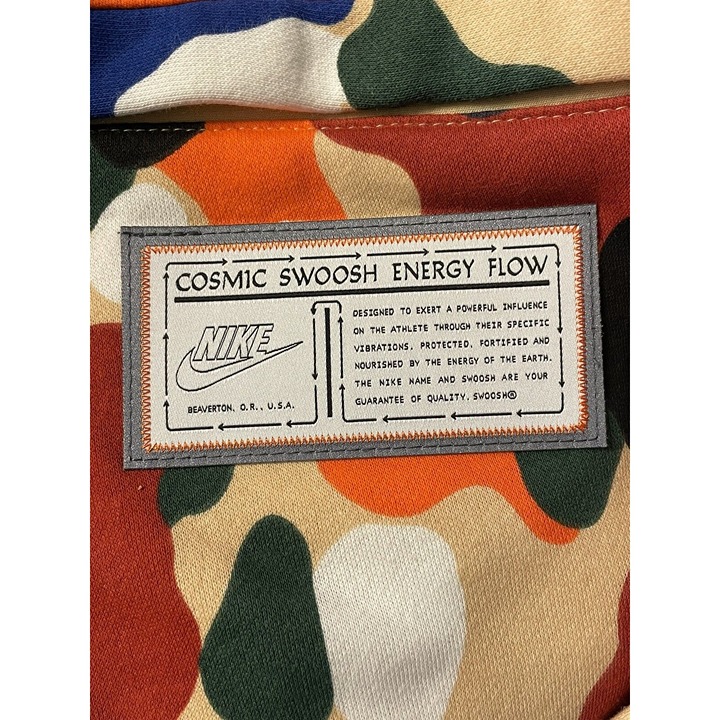 COSMIC SWOOSH ENERGY FLOW
NIKE
BEAVERTON, O.R., U.S.A.
DESIGNED TO EXERT A POWERFUL INFLUENCE
ON THE ATHLETE THROUGH THEIR SPECIFIC
VIBRATIONS. PROTECTED, FORTIFIED AND
NOURISHED BY THE ENERGY OF THE EARTH.
THE NIKE NAME AND SWOOSH ARE YOUR
GUARANTEE OF QUALITY. SWOOSH®